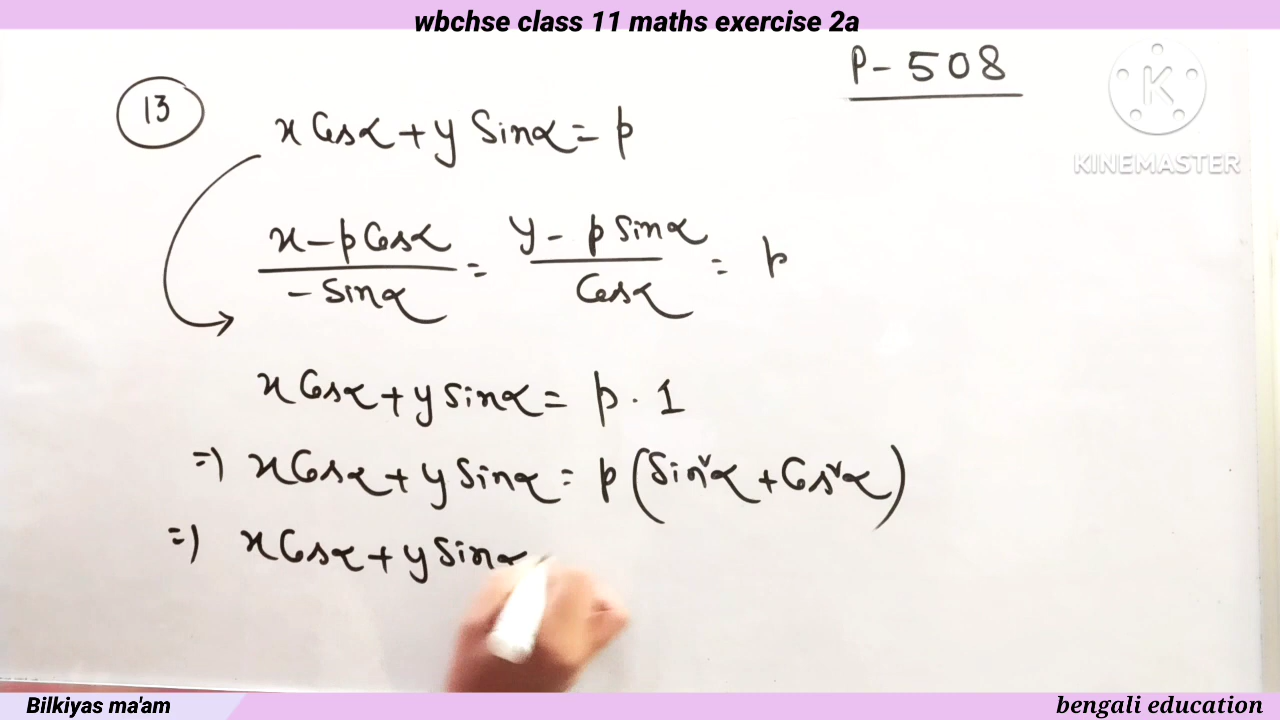 wbchse class 11 maths exercise 2a
P - 508
KINEMASTER
13
x Cosα + y Sinα = p
x - p Cosα / - Sinα = y - p Sinα / Cosα = r
x Cosα + y Sinα = p . 1
=) x Cosα + y Sinα = p (Sin²α + Cos²α)
=) x Cosα + y Sinα
Bilkiyas ma'am
bengali education